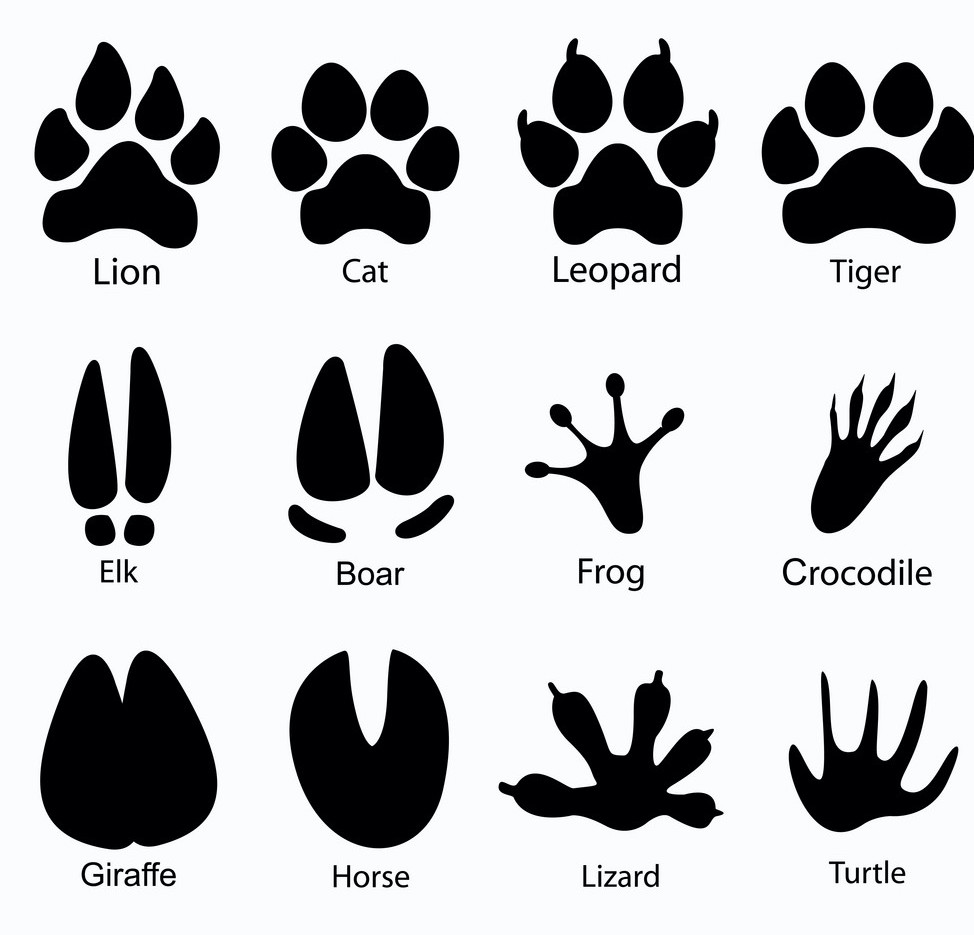 Lion
Cat
Leopard
Tiger
Elk
Boar
Frog
Crocodile
Giraffe
Horse
Lizard
Turtle